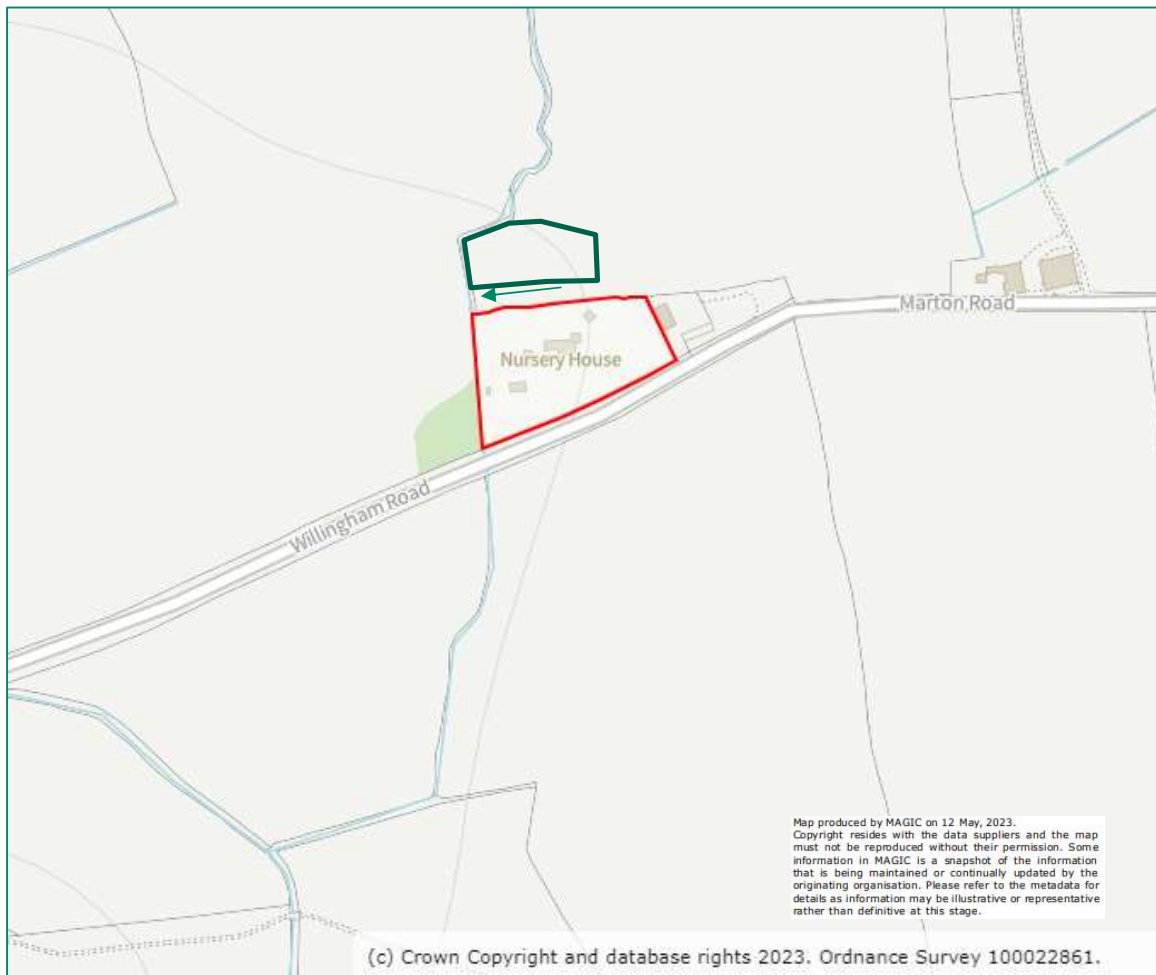 Marton Road
Nursery House
Willingham Road
Map produced by MAGIC on 12 May, 2023.
Copyright resides with the data suppliers and the map
must not be reproduced without their permission. Some
information in MAGIC is a snapshot of the information
that is being maintained or continually updated by the
originating organisation. Please refer to the metadata for
details as information may be illustrative or representative
rather than definitive at this stage.
(c) Crown Copyright and database rights 2023. Ordnance Survey 100022861.